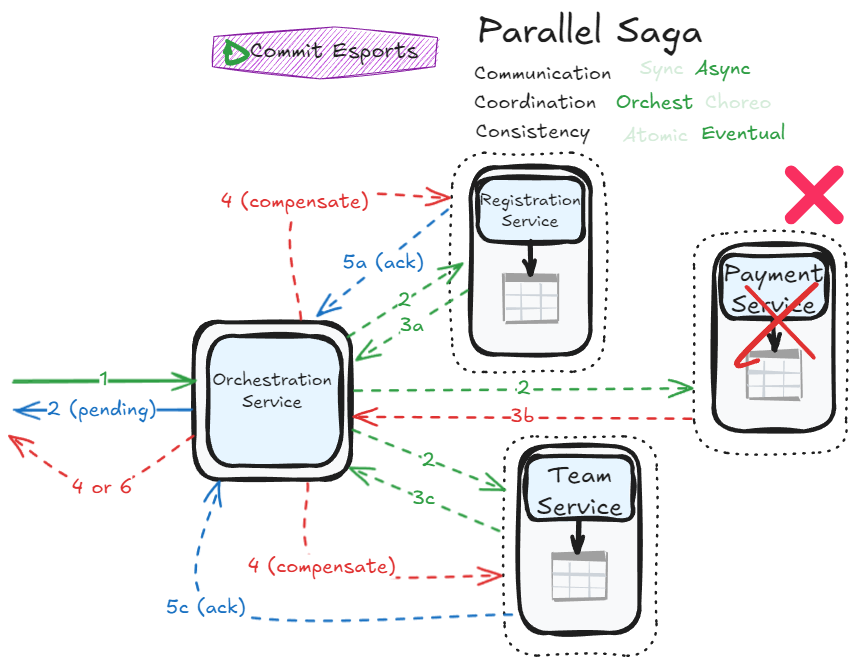 Commit Esports
Parallel Saga
Communication Sync Async
Coordination Orchest Choreo
Consistency Atomic Eventual
4 (compensate)
Registration
Service
5a (ack)
2
3a
Payment
Service
Orchestration
Service
1
2 (pending)
4 or 6
2
3b
2
3c
Team
Service
4 (compensate)
5c (ack)